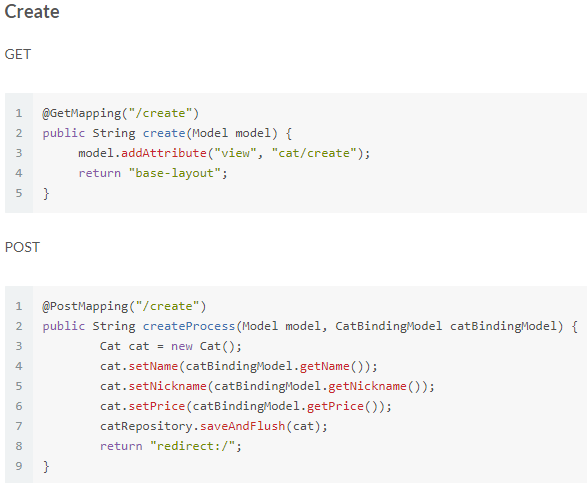 Create
GET
1 @GetMapping("/create")
2 public String create(Model model) {
3 model.addAttribute("view", "cat/create");
4 return "base-layout";
5 }
POST
1 @PostMapping("/create")
2 public String createProcess(Model model, CatBindingModel catBindingModel) {
3 Cat cat = new Cat();
4 cat.setName(catBindingModel.getName());
5 cat.setNickname(catBindingModel.getNickname());
6 cat.setPrice(catBindingModel.getPrice());
7 catRepository.saveAndFlush(cat);
8 return "redirect:/";
9 }